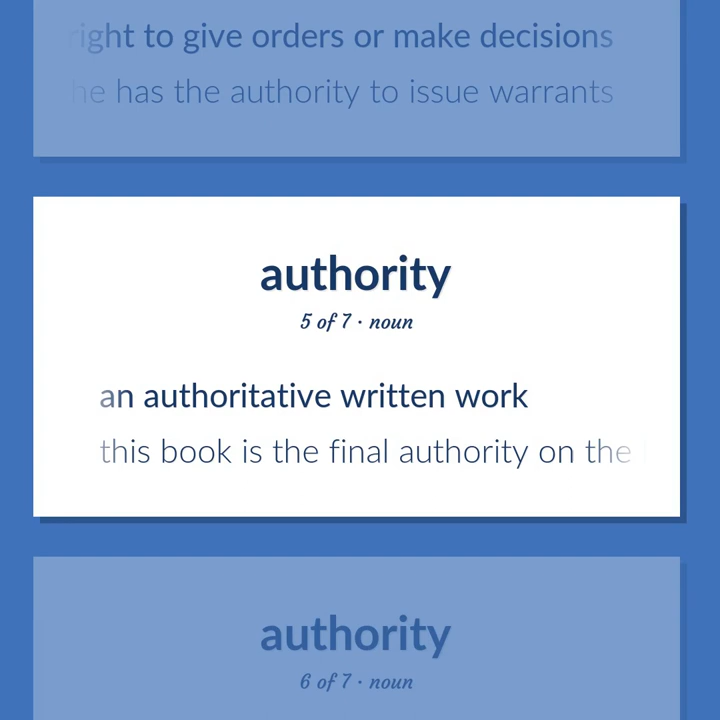 right to give orders or make decisions
he has the authority to issue warrants
authority
5 of 7 · noun
an authoritative written work
this book is the final authority on the
authority
6 of 7 · noun